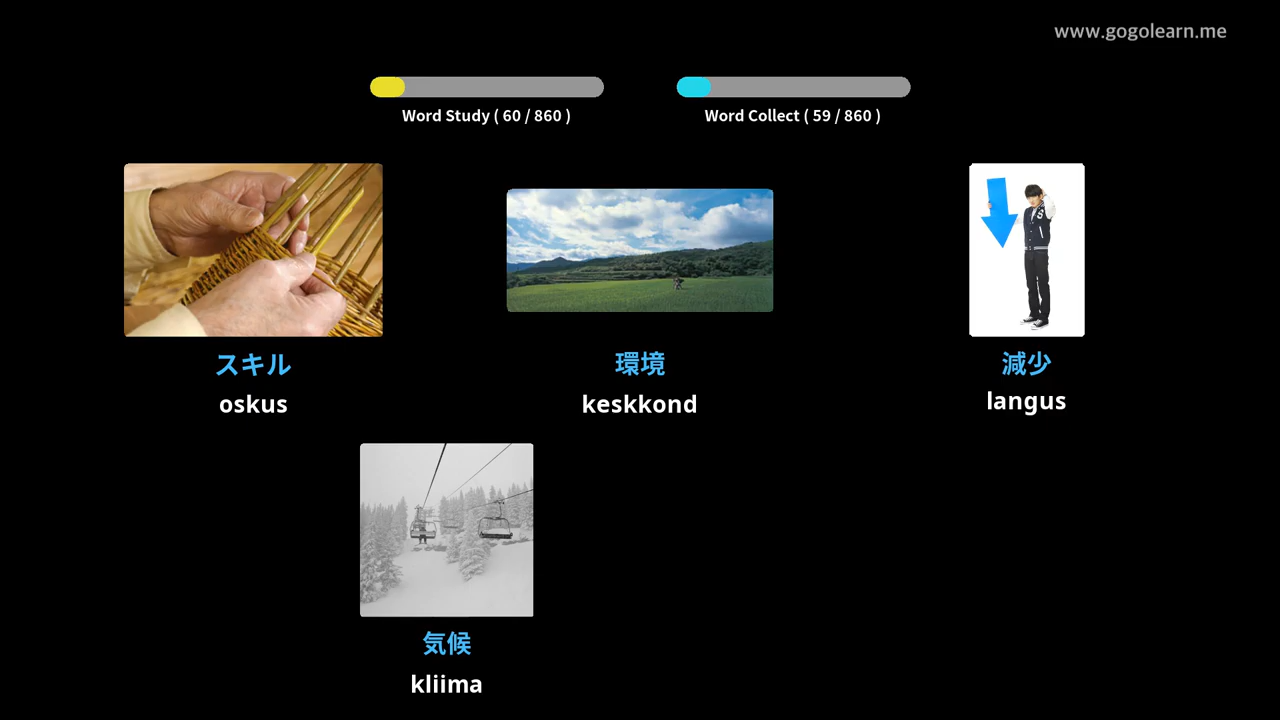 www.gogolearn.me
Word Study ( 60 / 860 )
Word Collect ( 59 / 860 )
スキル
oskus
環境
keskkond
S
減少
langus
気候
kliima